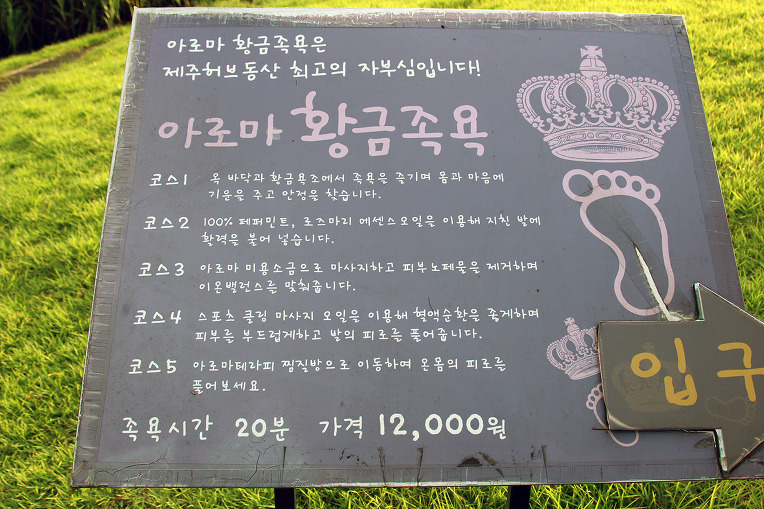 아로마 황금족욕은
제주허브동산 최고의 자부심입니다!
아로마 황금족욕
코스1 옥 바닥과 황금욕조에서 족욕을 즐기며 몸과 마음에
기운을 주고 안정을 찾습니다.
코스2 100% 페퍼민트, 로즈마리 에센스오일을 이용해 지친 발에
활력을 불어 넣습니다.
코스3 아로마 미용소금으로 마사지하고 피부노폐물을 제거하며
이온밸런스를 맞춰줍니다.
코스4 스포츠 쿨링 마사지 오일을 이용해 혈액순환을 좋게하며
피부를 부드럽게하고 발의 피로를 풀어줍니다.
코스5 아로마테라피 찜질방으로 이동하여 온몸의 피로를
풀어보세요.
족욕시간 20분 가격 12,000원
입구